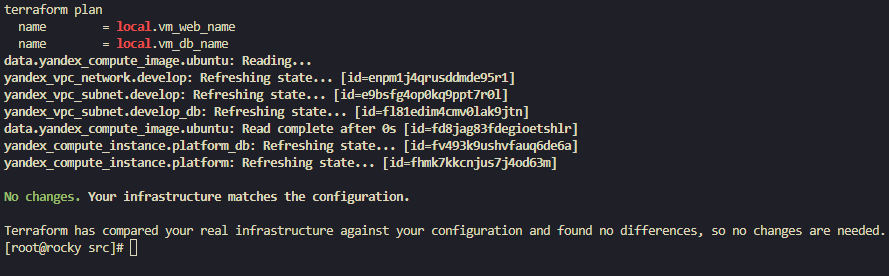 terraform plan
  name        = local.vm_web_name
  name        = local.vm_db_name
data.yandex_compute_image.ubuntu: Reading...
yandex_vpc_network.develop: Refreshing state... [id=enpm1j4qrusddmde95r1]
yandex_vpc_subnet.develop: Refreshing state... [id=e9bsfg4op0kq9ppt7r0l]
yandex_vpc_subnet.develop_db: Refreshing state... [id=fl81edim4cmv0lak9jtn]
data.yandex_compute_image.ubuntu: Read complete after 0s [id=fd8jag83fdegioetshlr]
yandex_compute_instance.platform_db: Refreshing state... [id=fv493k9ushvfauq6de6a]
yandex_compute_instance.platform: Refreshing state... [id=fhmk7kkcnjus7j4od63m]
No changes. Your infrastructure matches the configuration.
Terraform has compared your real infrastructure against your configuration and found no differences, so no changes are needed.
[root@rocky src]#